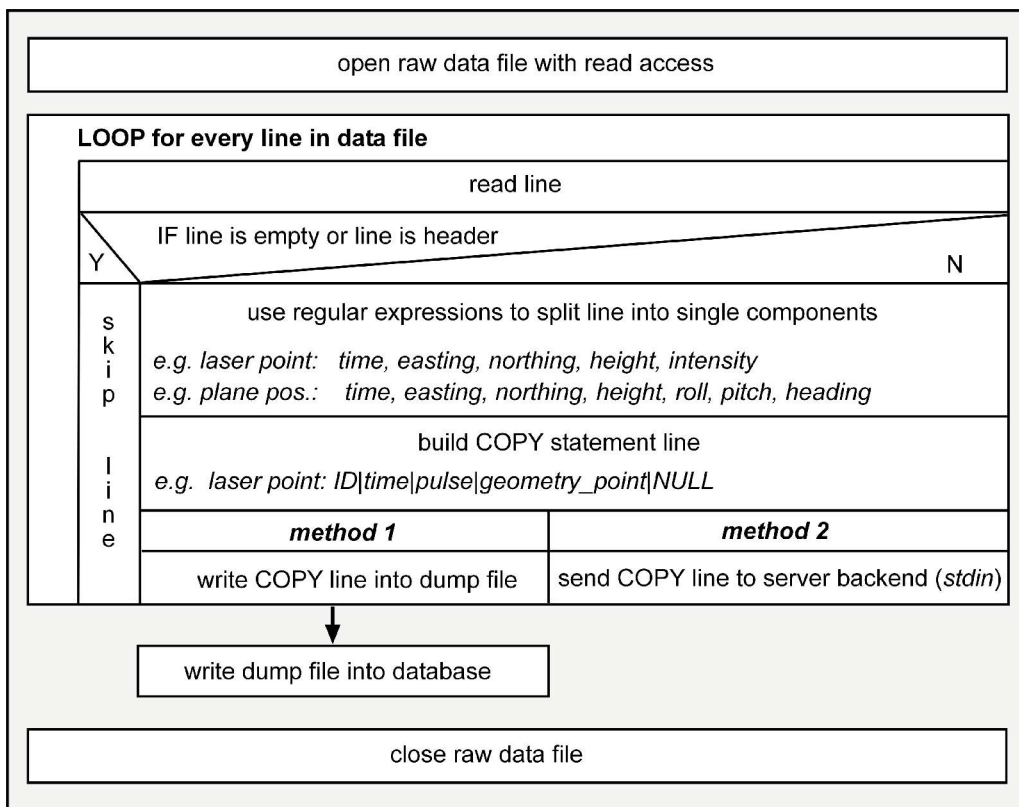 open raw data file with read access
LOOP for every line in data file
read line
IF line is empty or line is header
Y
N
skip line
use regular expressions to split line into single components
e.g. laser point: time, easting, northing, height, intensity
e.g. plane pos.: time, easting, northing, height, roll, pitch, heading
build COPY statement line
e.g. laser point: ID|time|pulse|geometry_point|NULL
method 1
method 2
write COPY line into dump file
send COPY line to server backend (stdin)
write dump file into database
close raw data file